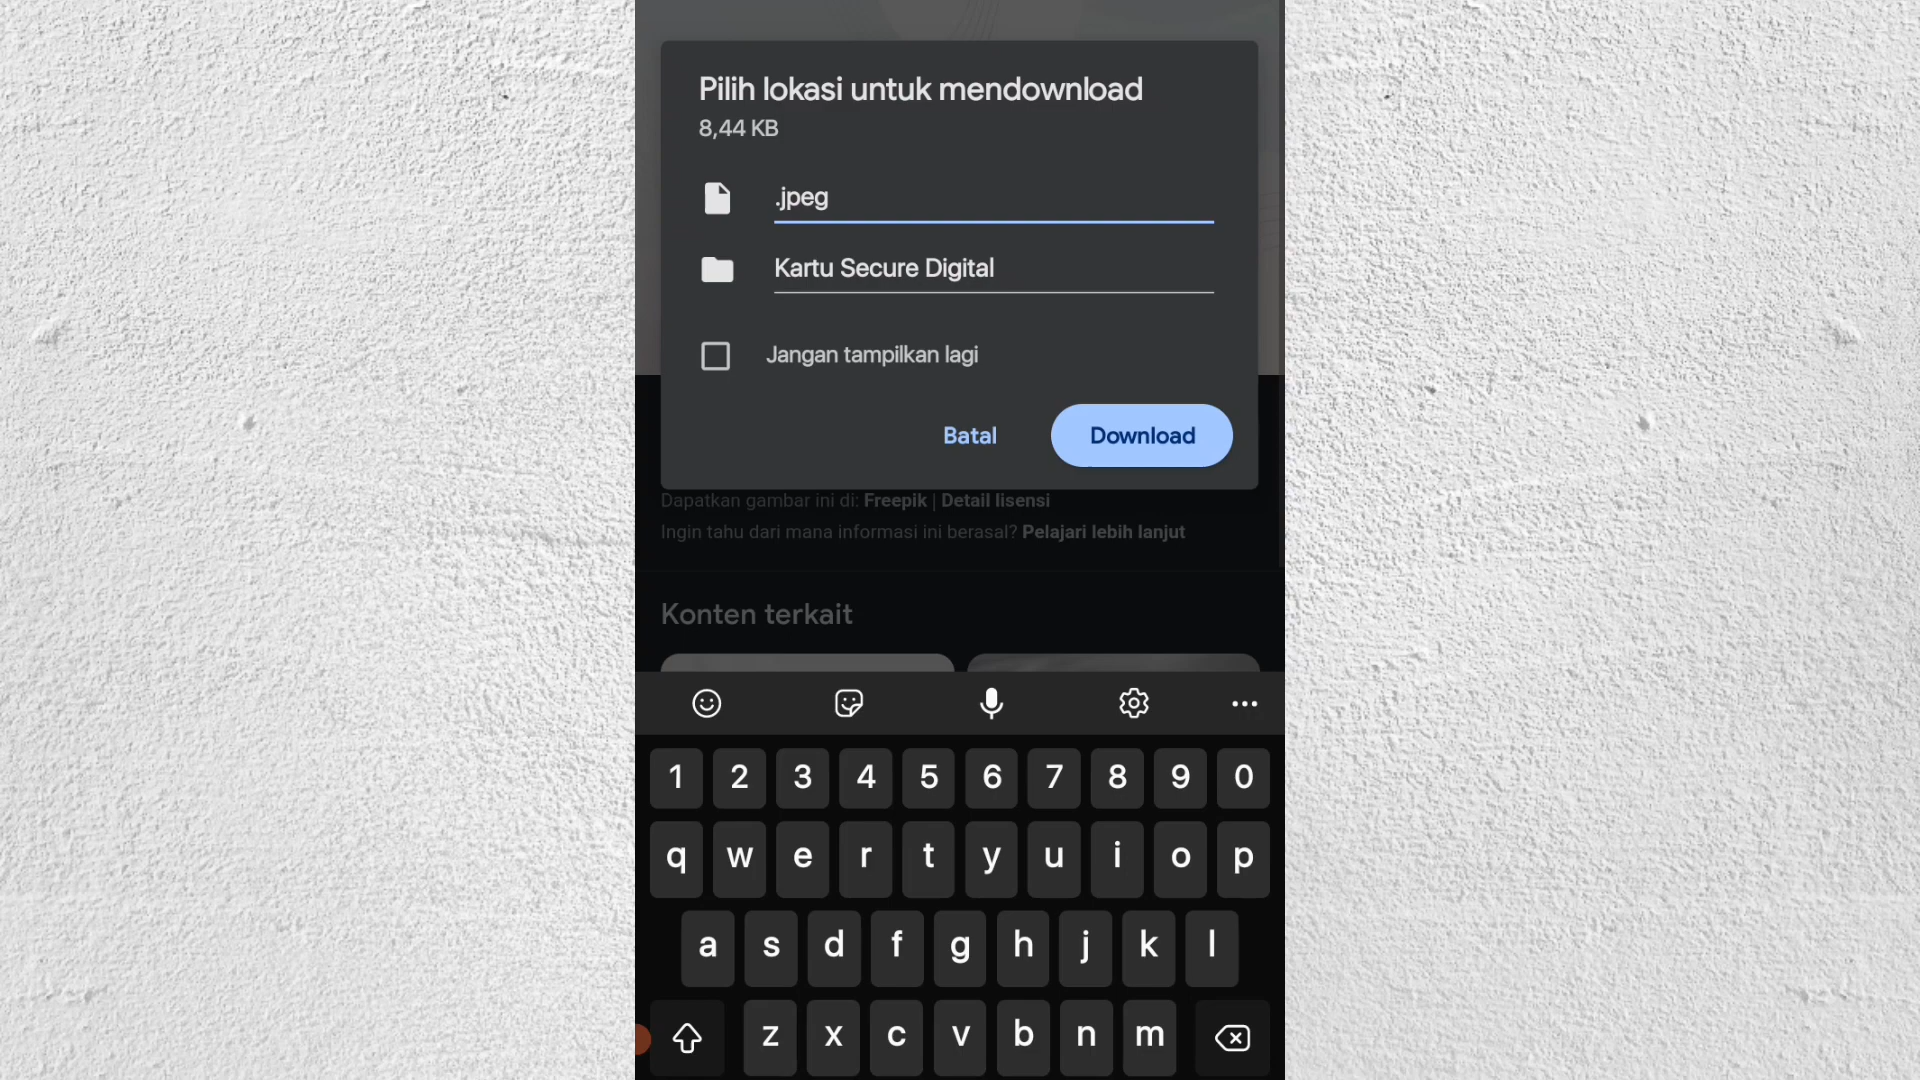 Pilih lokasi untuk mendownload
8,44 KB
.jpeg
Kartu Secure Digital
Jangan tampilkan lagi
Batal Download
Dapatkan gambar ini di: Freepik | Detail lisensi
Ingin tahu dari mana informasi ini berasal? Pelajari lebih lanjut
Konten terkait
1 2 3 4 5 6 7 8 9 0
q w e r t y u i o p
a s d f g h j k l
z x c v b n m